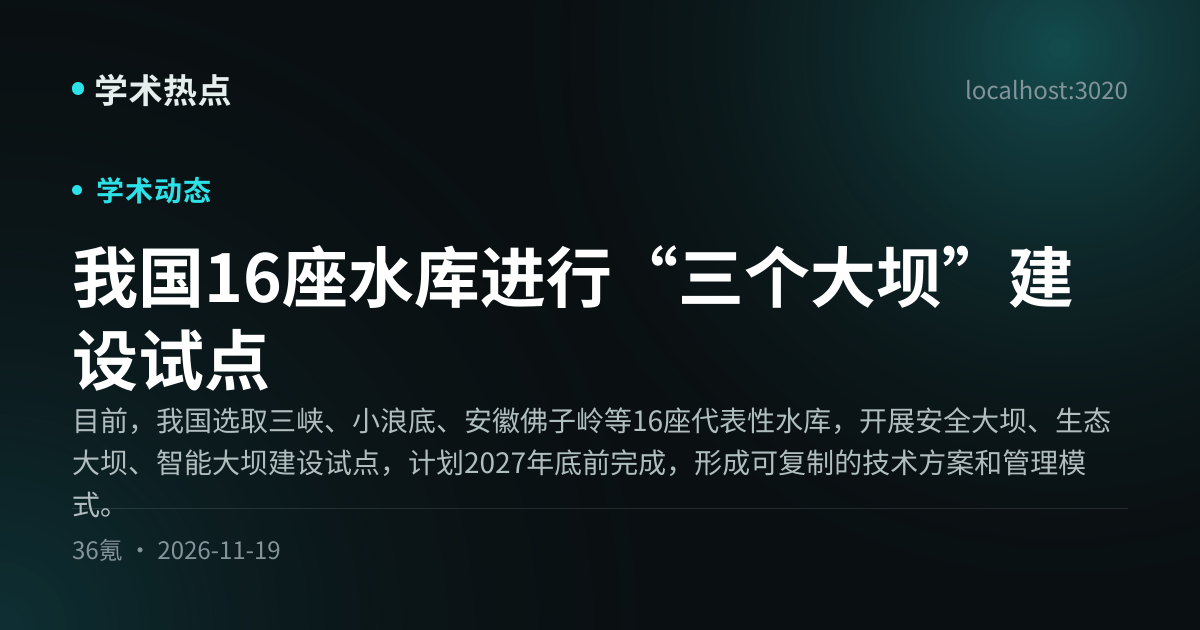 学术热点
localhost:3020
学术动态
我国16座水库进行“三个大坝”建
设试点
目前，我国选取三峡、小浪底、安徽佛子岭等16座代表性水库，开展安全大坝、生态
大坝、智能大坝建设试点，计划2027年底前完成，形成可复制的技术方案和管理模
式。
36氪 · 2026-11-19